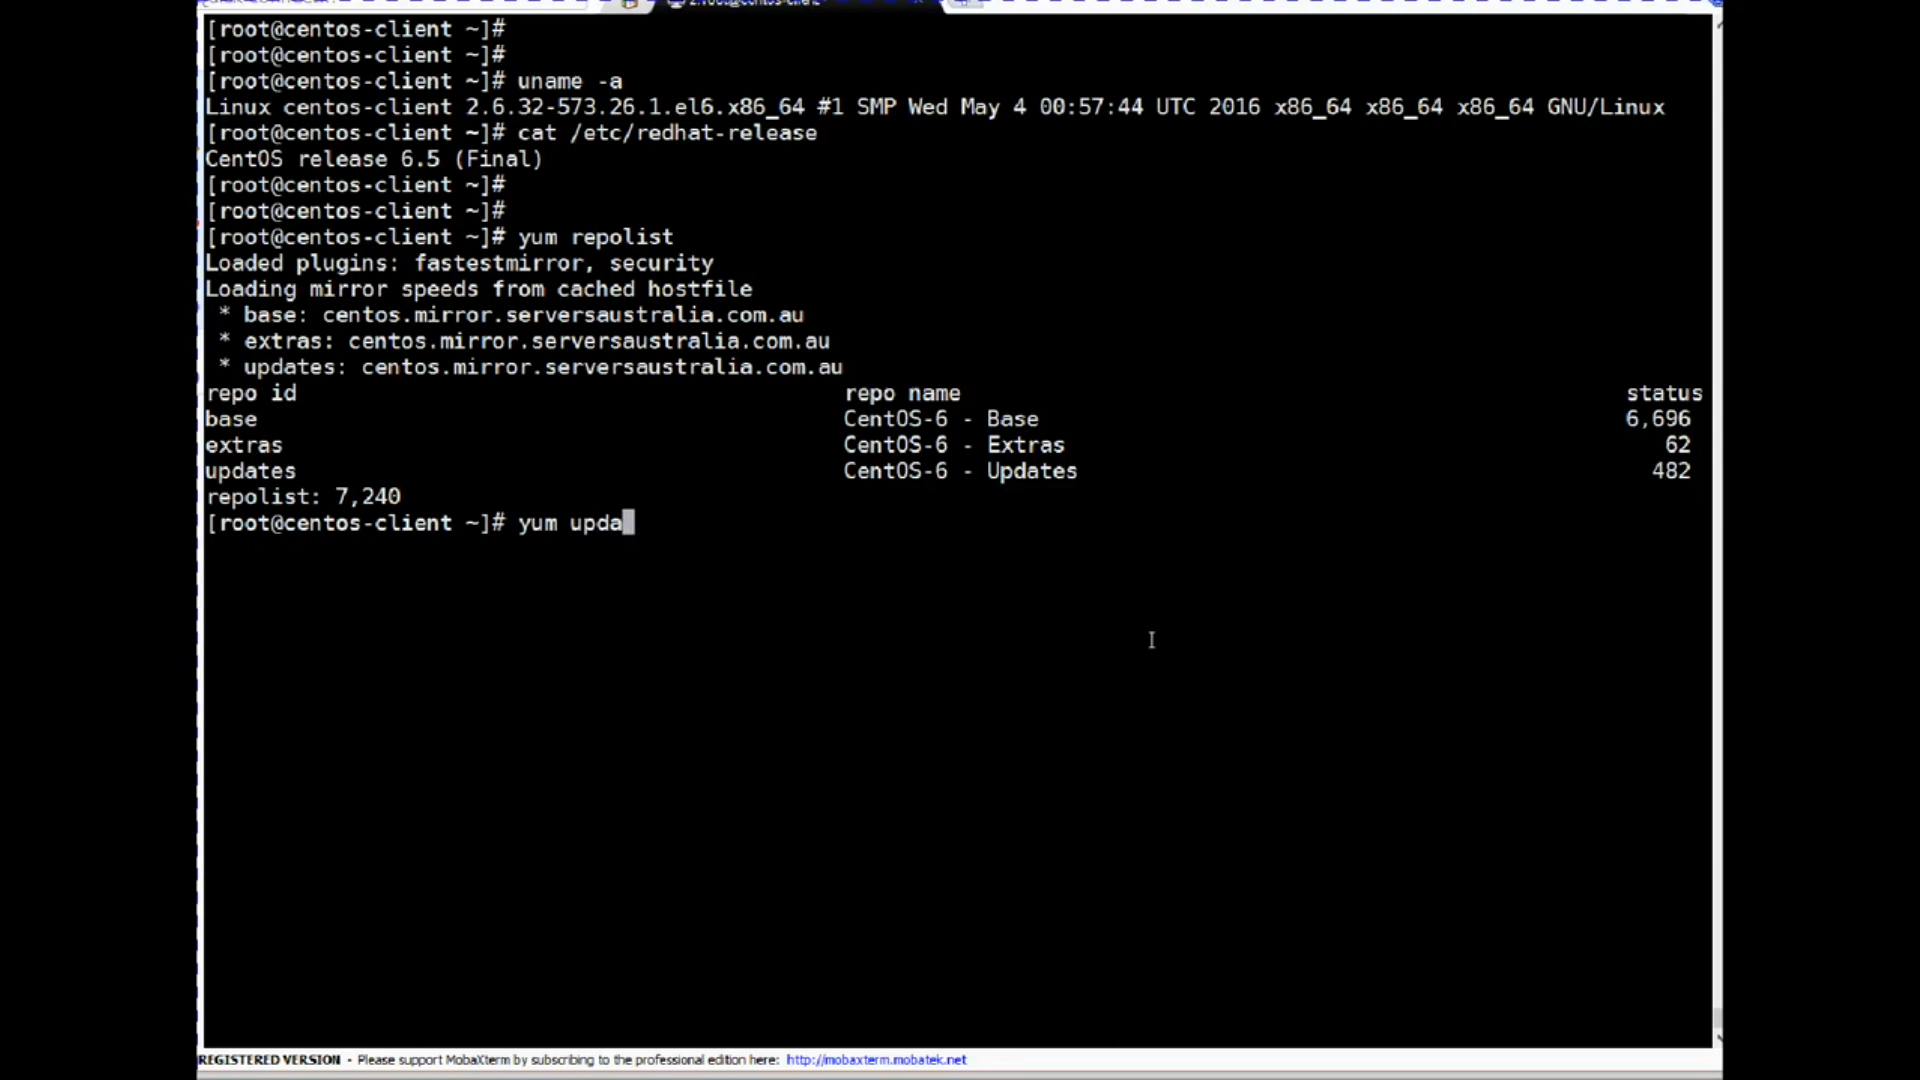 [root@centos-client ~]#
[root@centos-client ~]#
[root@centos-client ~]# uname -a
Linux centos-client 2.6.32-573.26.1.el6.x86_64 #1 SMP Wed May 4 00:57:44 UTC 2016 x86_64 x86_64 x86_64 GNU/Linux
[root@centos-client ~]# cat /etc/redhat-release
CentOS release 6.5 (Final)
[root@centos-client ~]#
[root@centos-client ~]#
[root@centos-client ~]# yum repolist
Loaded plugins: fastestmirror, security
Loading mirror speeds from cached hostfile
* base: centos.mirror.serversaustralia.com.au
* extras: centos.mirror.serversaustralia.com.au
* updates: centos.mirror.serversaustralia.com.au
repo id repo name status
base CentOS-6 - Base 6,696
extras CentOS-6 - Extras 62
updates CentOS-6 - Updates 482
repolist: 7,240
[root@centos-client ~]# yum upda
REGISTERED VERSION - Please support MobaXterm by subscribing to the professional edition here: http://mobaxterm.mobatek.net